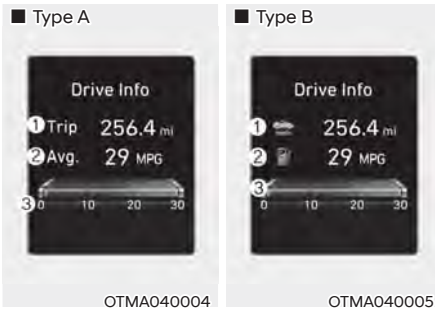 ■ Type A
Drive Info
① Trip 256.4 mi
② Avg. 29 MPG
③
0 10 20 30
OTMA040004
■ Type B
Drive Info
① 256.4 mi
② 29 MPG
③
0 10 20 30
OTMA040005